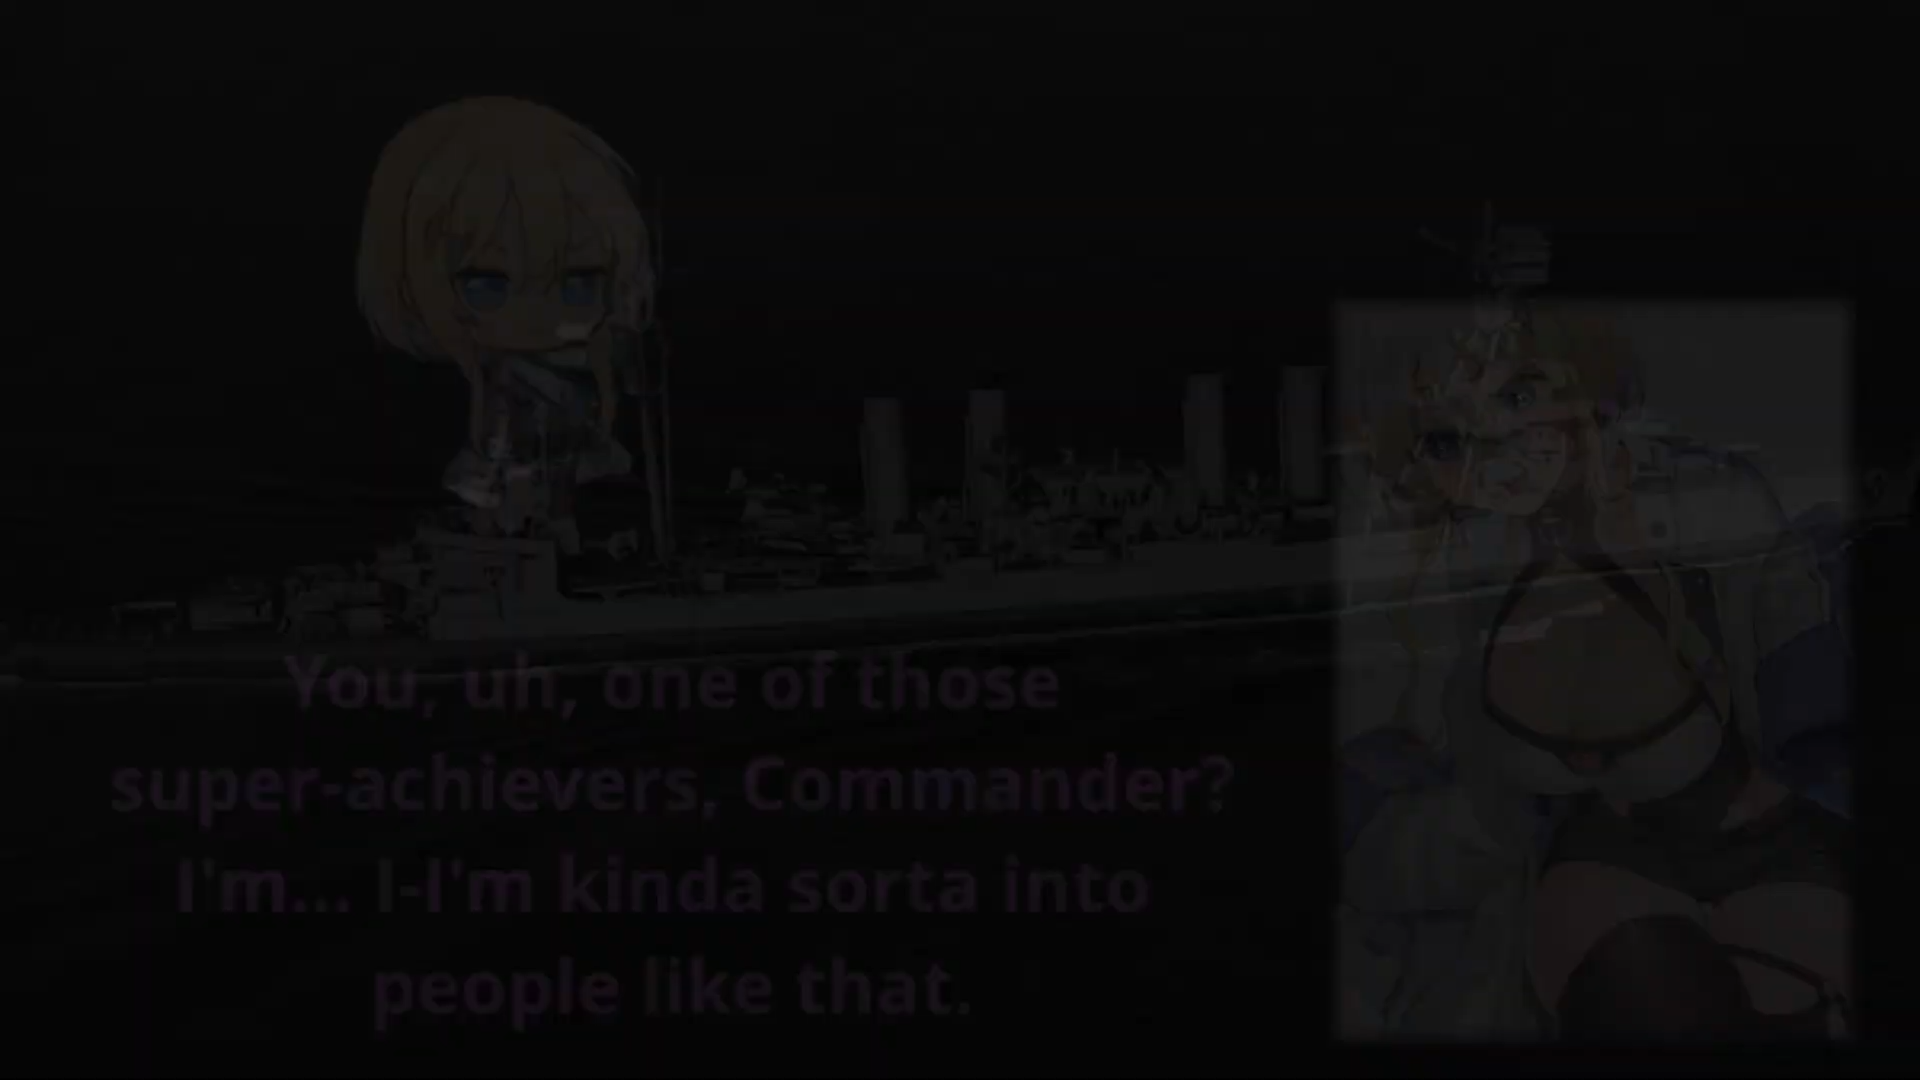 You, uh, one of those
super-achievers, Commander?
I'm... I-I'm kinda sorta into
people like that.